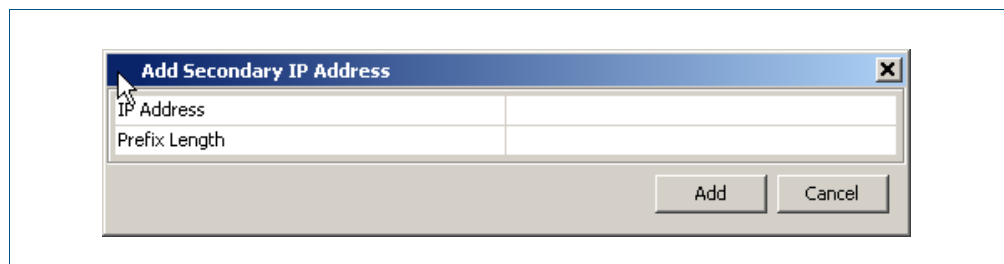 Add Secondary IP Address
IP Address
Prefix Length
Add Cancel